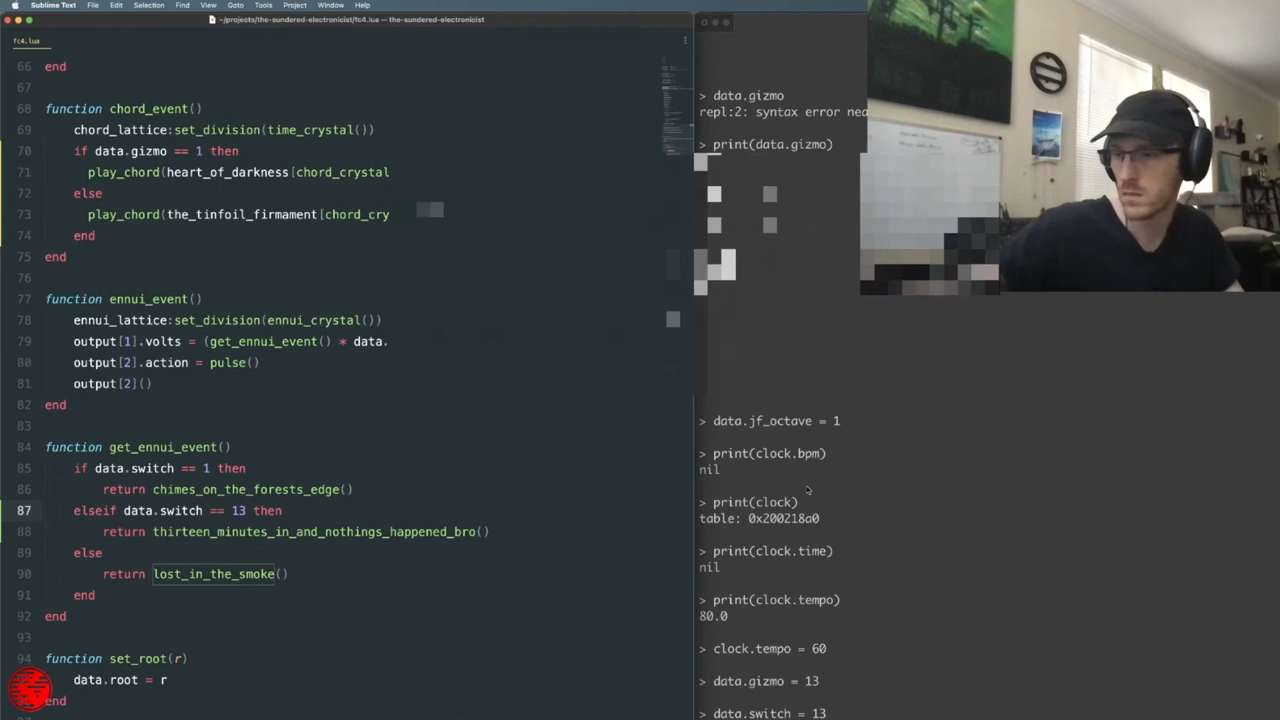 Sublime Text File Edit Selection Find View Goto Tools Project Window Help
~/projects/the-sundered-electronicist/fc4.lua — the-sundered-electronicist
fc4.lua
66 end
67
68 function chord_event()
69 chord_lattice:set_division(time_crystal())
70 if data.gizmo == 1 then
71 play_chord(heart_of_darkness[chord_crystal
72 else
73 play_chord(the_tinfoil_firmament[chord_cry
74 end
75 end
76
77 function ennui_event()
78 ennui_lattice:set_division(ennui_crystal())
79 output[1].volts = (get_ennui_event() * data.
80 output[2].action = pulse()
81 output[2]()
82 end
83
84 function get_ennui_event()
85 if data.switch == 1 then
86 return chimes_on_the_forests_edge()
87 elseif data.switch == 13 then
88 return thirteen_minutes_in_and_nothings_happened_bro()
89 else
90 return lost_in_the_smoke()
91 end
92 end
93
94 function set_root(r)
95 data.root = r
end
> data.gizmo
repl:2: syntax error nea
> print(data.gizmo)
> data.jf_octave = 1
> print(clock.bpm)
nil
> print(clock)
table: 0x200218a0
> print(clock.time)
nil
> print(clock.tempo)
80.0
> clock.tempo = 60
> data.gizmo = 13
> data.switch = 13